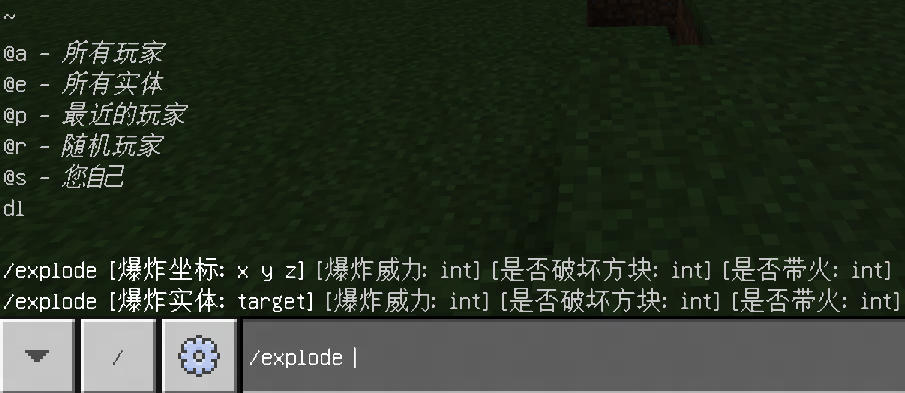 ~
@a - 所有玩家
@e - 所有实体
@p - 最近的玩家
@r - 随机玩家
@s - 您自己
dl
/explode [爆炸坐标: x y z] [爆炸威力: int] [是否破坏方块: int] [是否带火: int]
/explode [爆炸实体: target] [爆炸威力: int] [是否破坏方块: int] [是否带火: int]
/ /explode